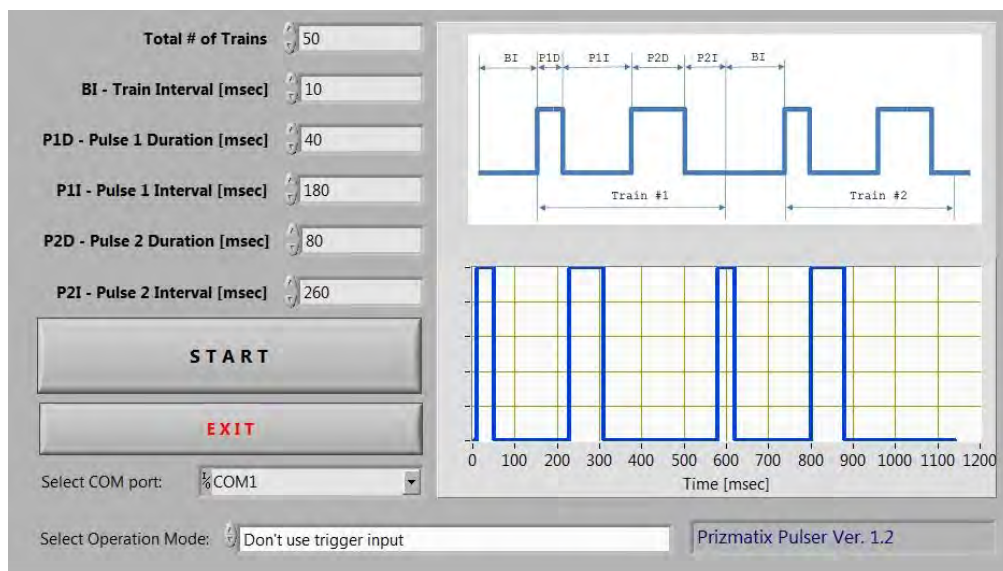 Total # of Trains 50
BI - Train Interval [msec] 10
P1D - Pulse 1 Duration [msec] 40
P1I - Pulse 1 Interval [msec] 180
P2D - Pulse 2 Duration [msec] 80
P2I - Pulse 2 Interval [msec] 260
START
EXIT
Select COM port: COM1
Select Operation Mode: Don't use trigger input
BI P1D P1I P2D P2I BI
Train #1 Train #2
0 100 200 300 400 500 600 700 800 900 1000 1100 1200
Time [msec]
Prizmatix Pulser Ver. 1.2